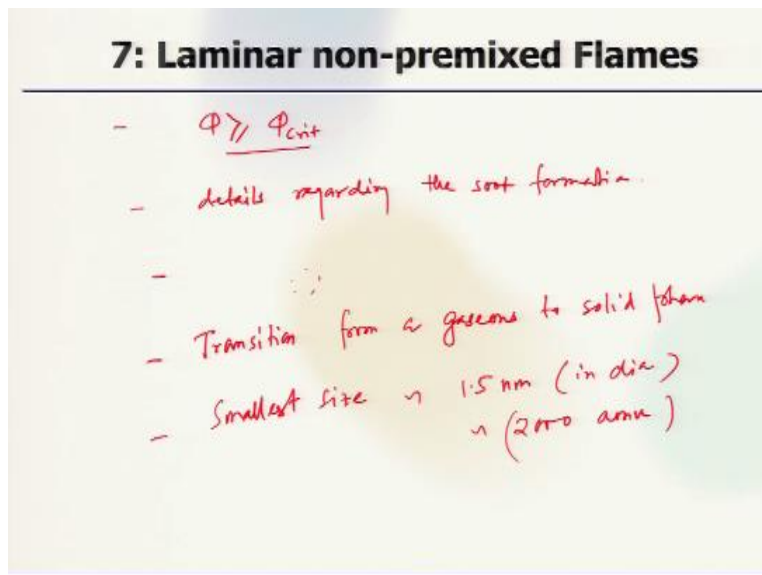 7: Laminar non-premixed Flames
- Φ ≥ Φcrit
- details regarding the soot formation.
-
- Transition form a gaseous to solid phase
- Smallest size ~ 1.5 nm (in dia)
~ (2000 amu)